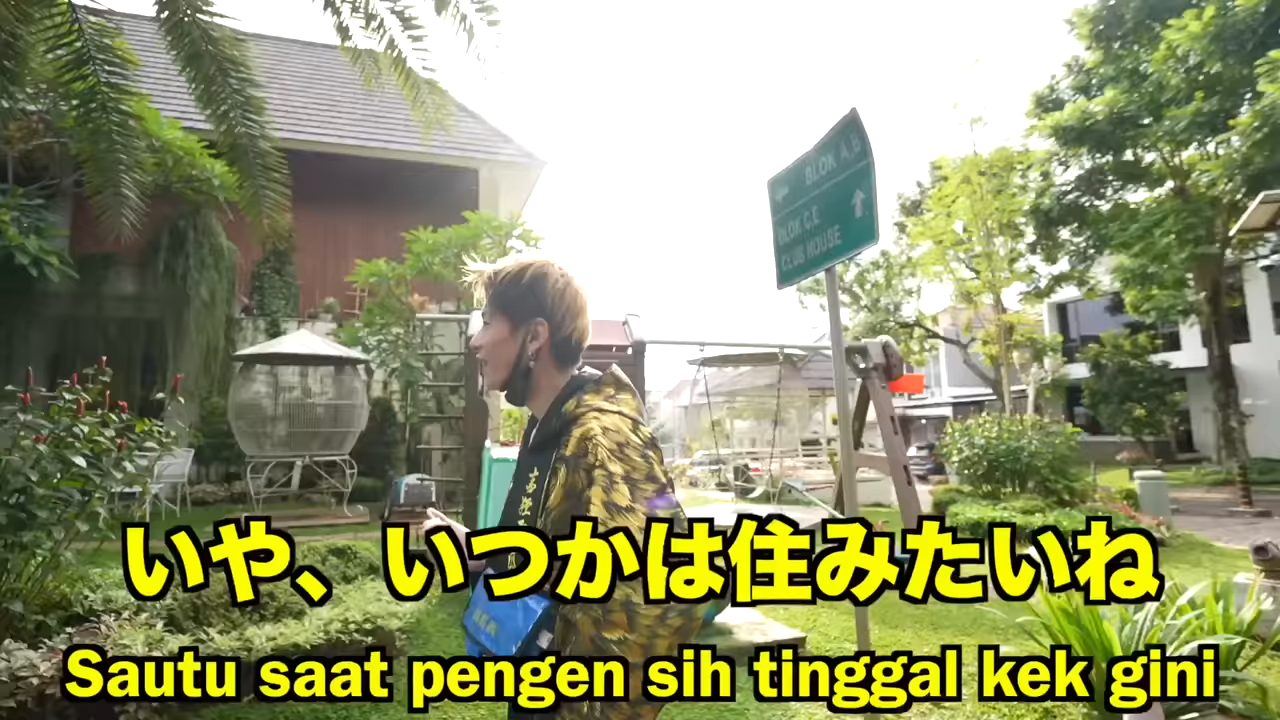 BLOK A.B
BLOK C.E
CLUB HOUSE
いや、いつかは住みたいね
Sautu saat pengen sih tinggal kek gini